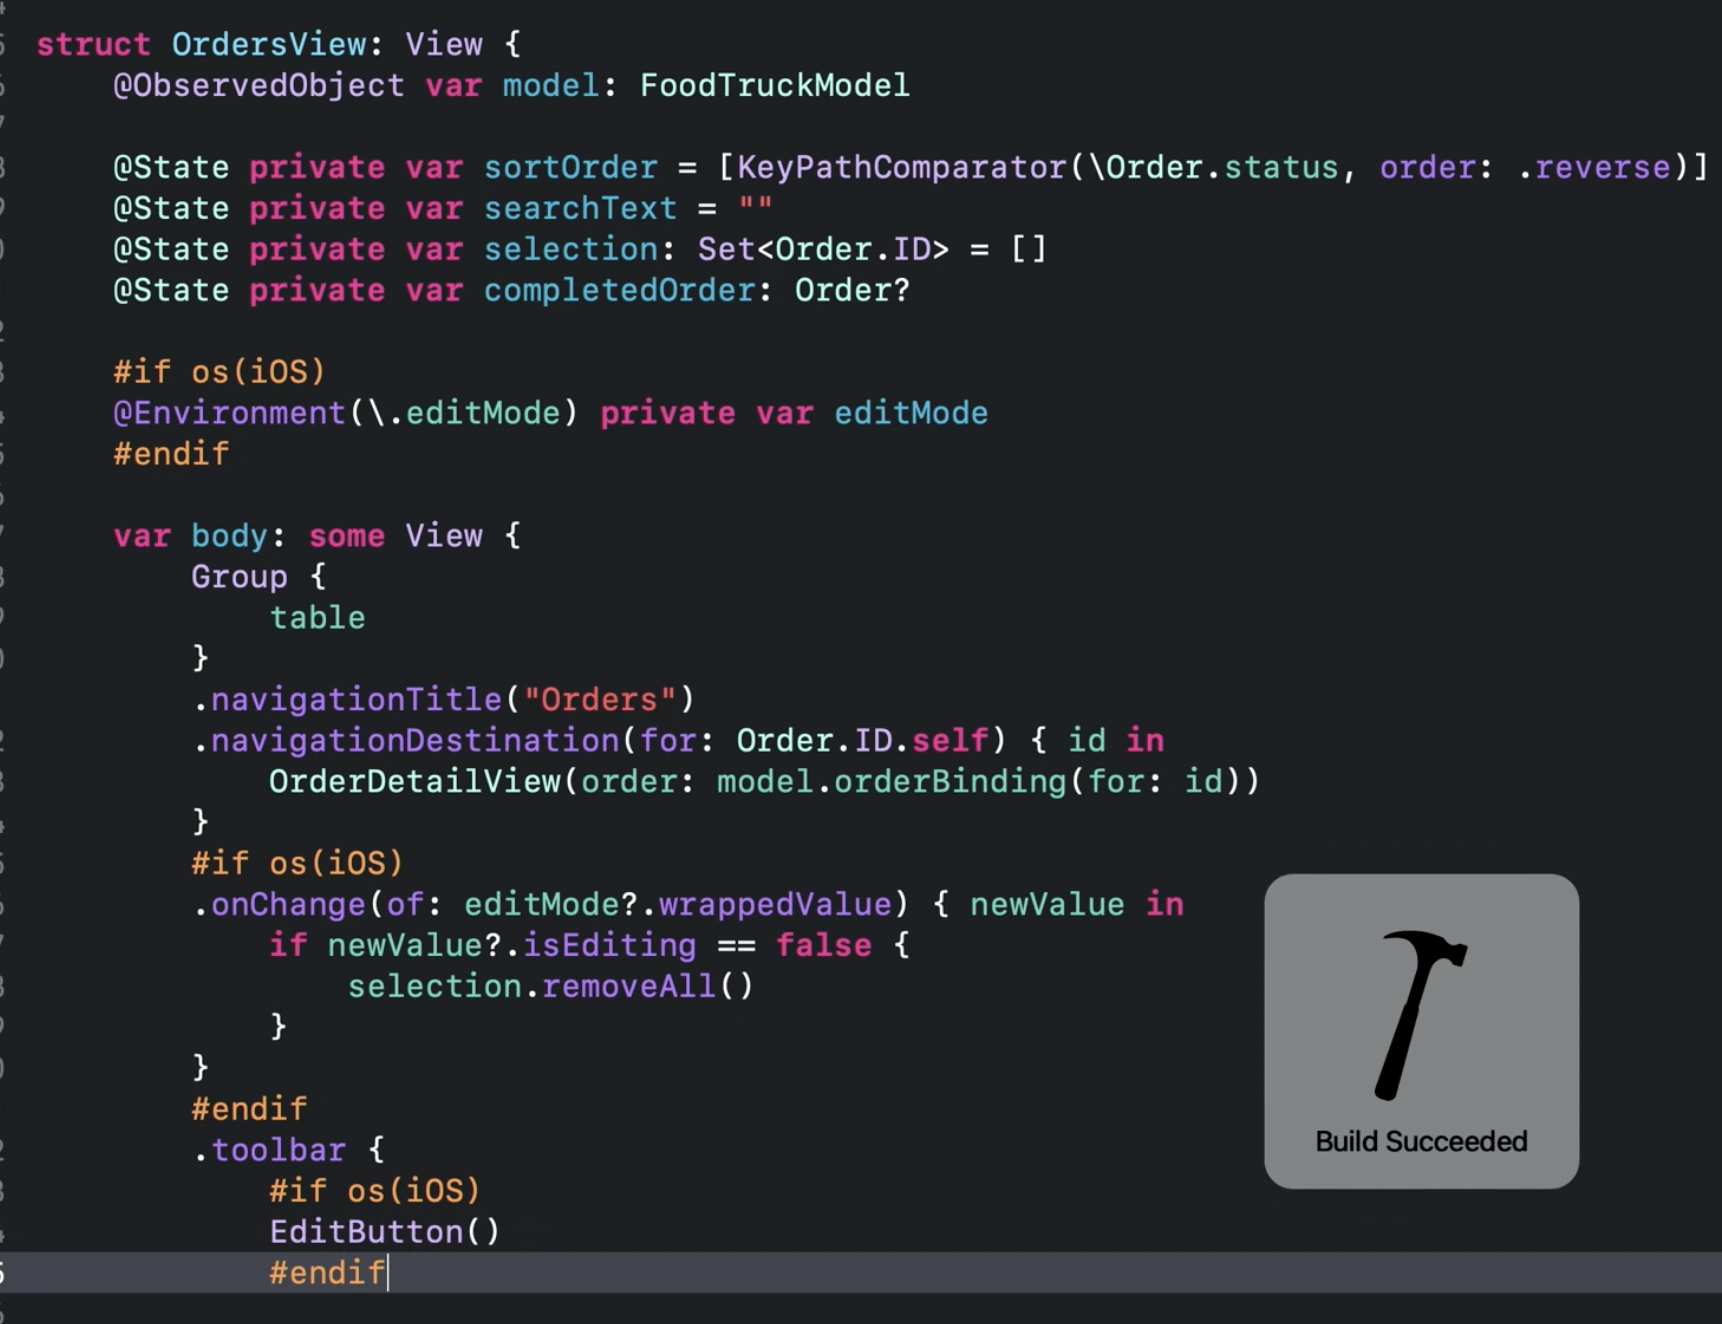 struct OrdersView: View {
@ObservedObject var model: FoodTruckModel
@State private var sortOrder = [KeyPathComparator(\Order.status, order: .reverse)]
@State private var searchText = ""
@State private var selection: Set<Order.ID> = []
@State private var completedOrder: Order?
#if os(iOS)
@Environment(\.editMode) private var editMode
#endif
var body: some View {
Group {
table
}
.navigationTitle("Orders")
.navigationDestination(for: Order.ID.self) { id in
OrderDetailView(order: model.orderBinding(for: id))
}
#if os(iOS)
.onChange(of: editMode?.wrappedValue) { newValue in
if newValue?.isEditing == false {
selection.removeAll()
}
}
#endif
.toolbar {
#if os(iOS)
EditButton()
#endif
Build Succeeded